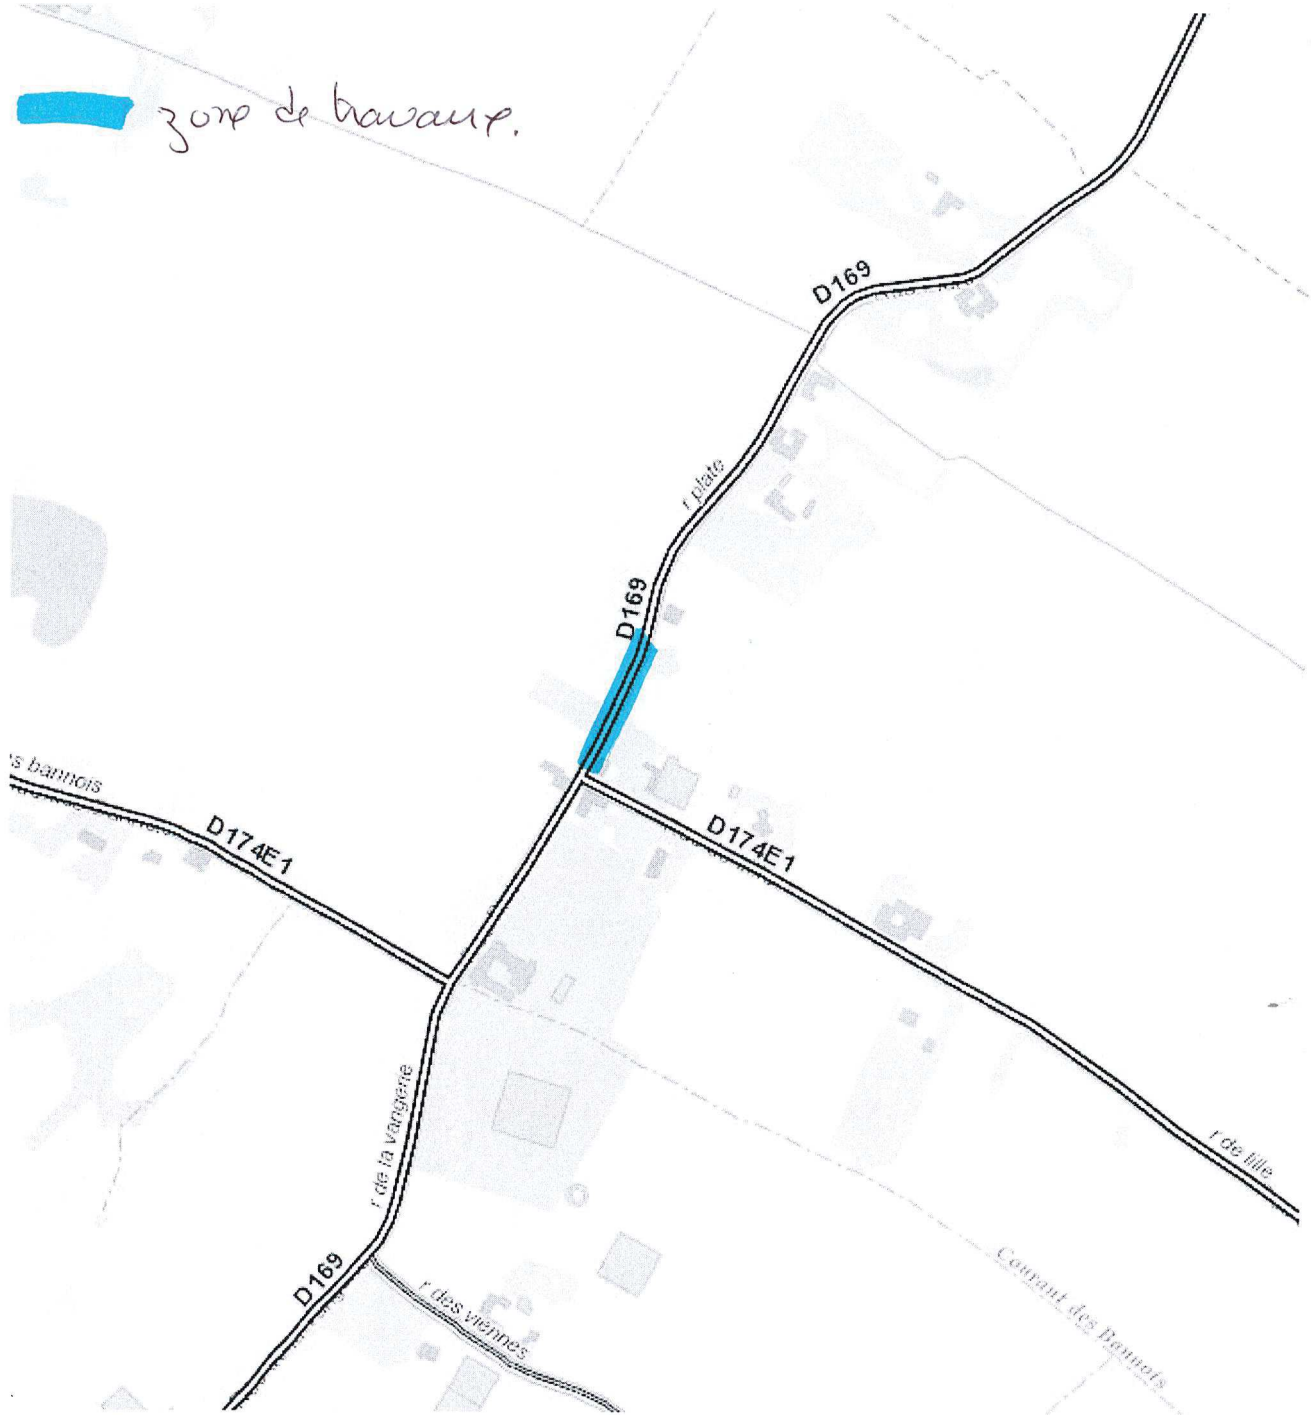 zone de travaux.
D169
r plate
D169
s bannois
D174E1
D174E1
r de la vangerie
r de lille
D169
r des viennes
Courant des Bannois